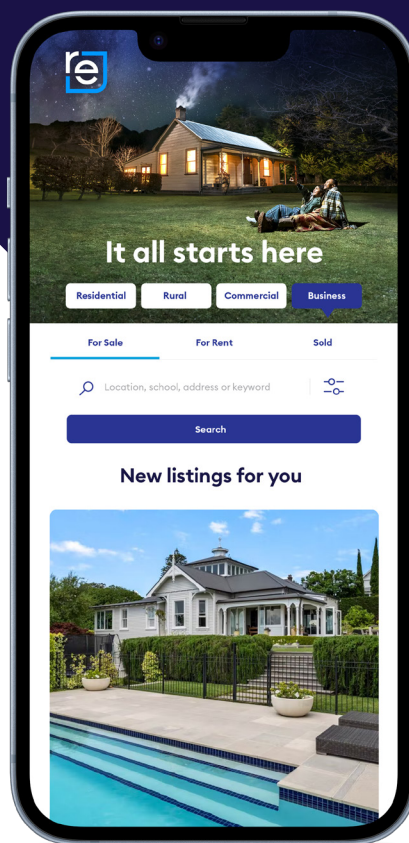 re
It all starts here
Residential Rural Commercial Business
For Sale For Rent Sold
Location, school, address or keyword
Search
New listings for you